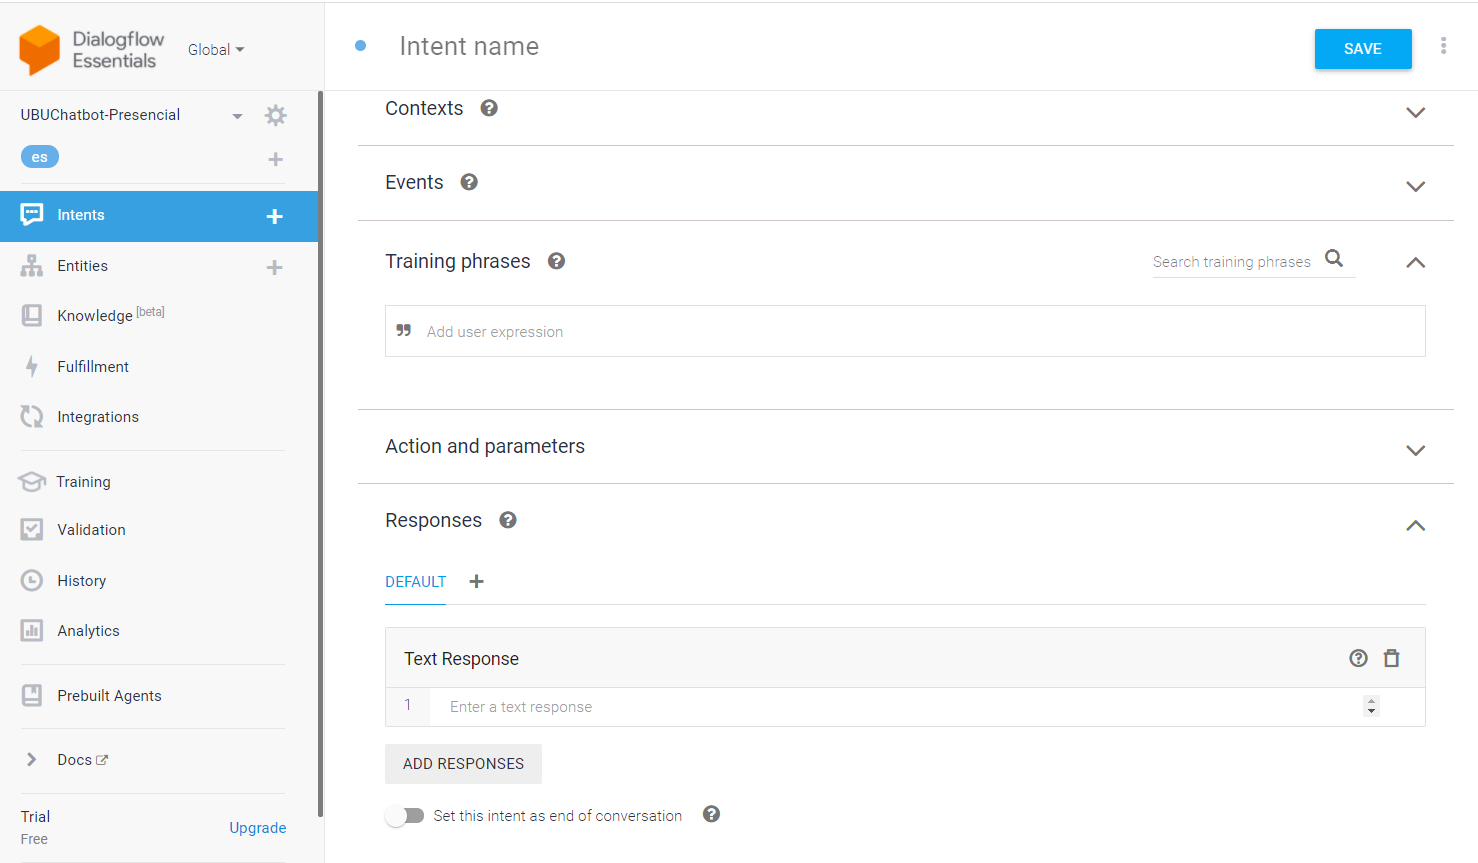 Dialogflow
Essentials
Global
UBUChatbot-Presencial
es
Intents
Entities
Knowledge [beta]
Fulfillment
Integrations
Training
Validation
History
Analytics
Prebuilt Agents
Docs
Trial
Free
Upgrade
Intent name
SAVE
Contexts
Events
Training phrases
Search training phrases
Add user expression
Action and parameters
Responses
DEFAULT
Text Response
1 Enter a text response
ADD RESPONSES
Set this intent as end of conversation